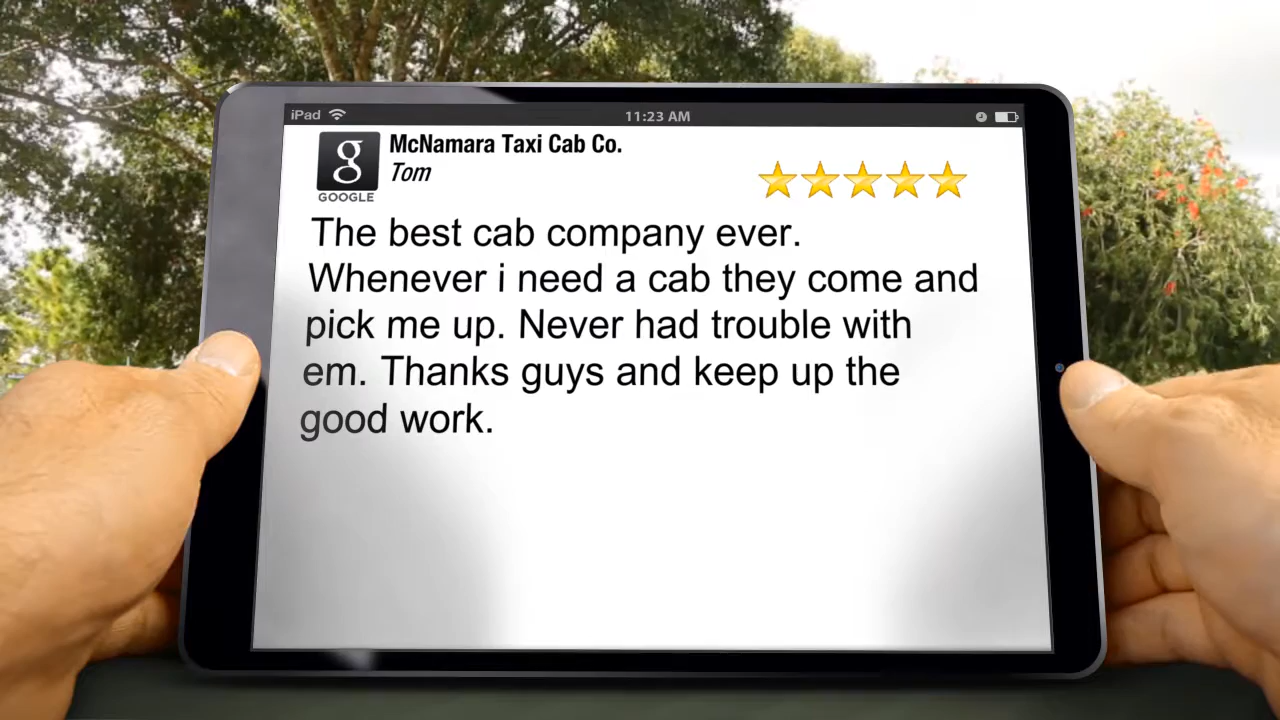 iPad
11:23 AM
g
GOOGLE
McNamara Taxi Cab Co.
Tom
The best cab company ever.
Whenever i need a cab they come and
pick me up. Never had trouble with
em. Thanks guys and keep up the
good work.